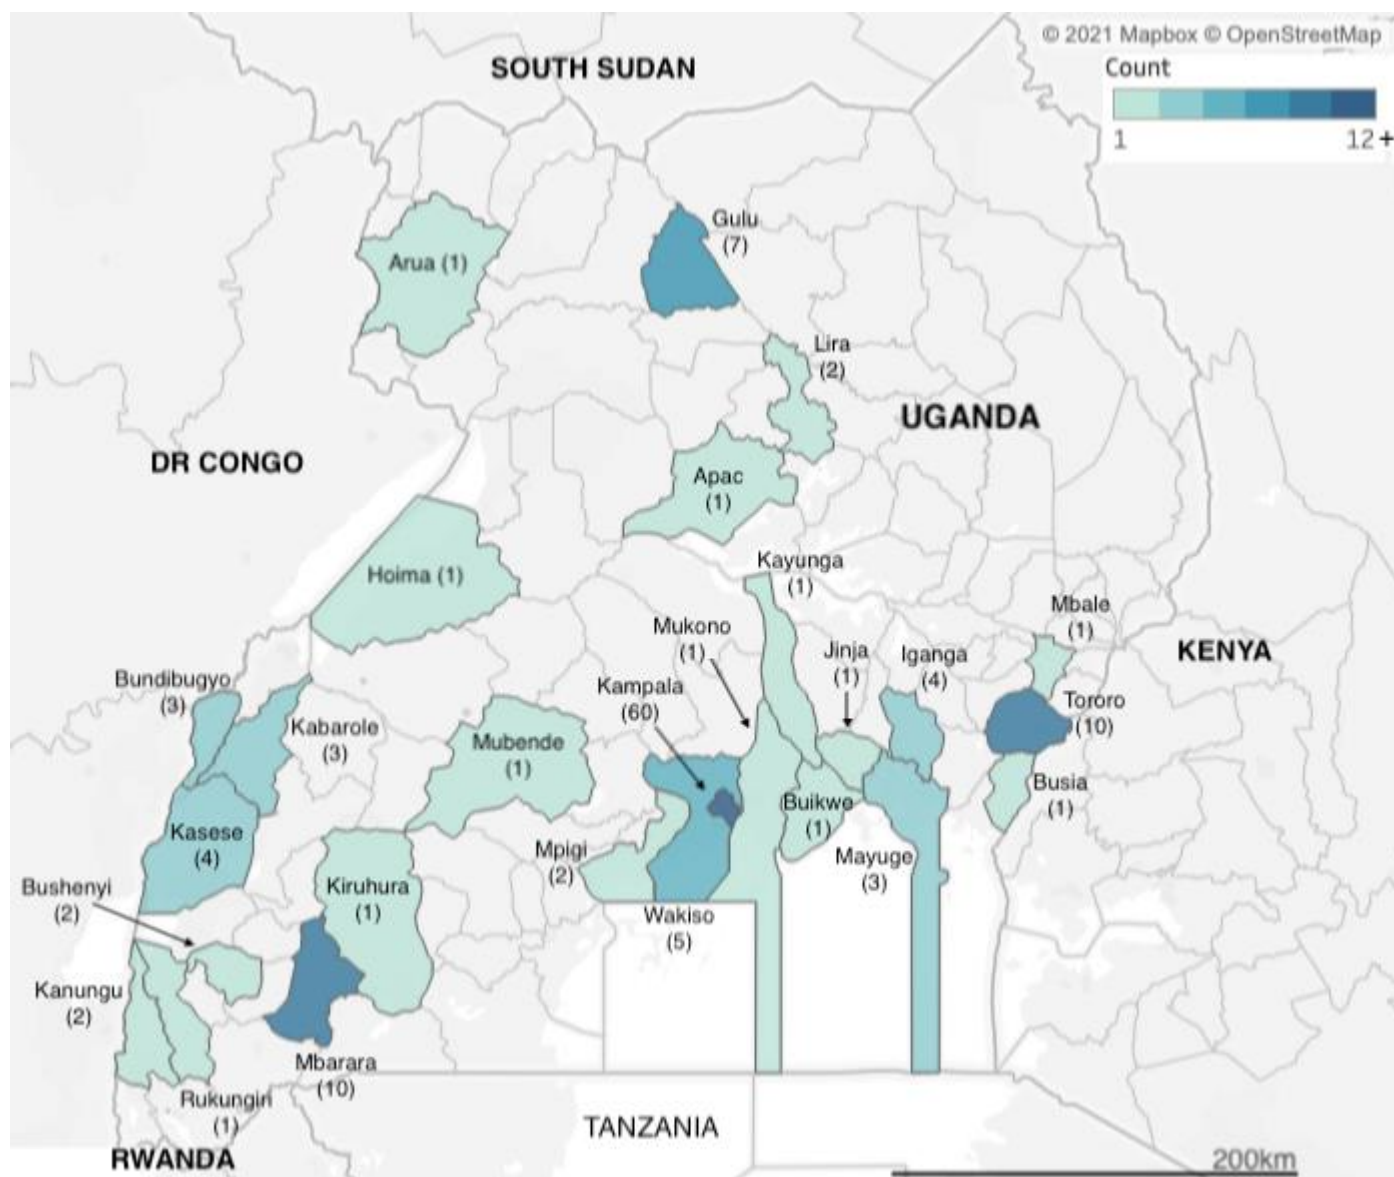 © 2021 Mapbox © OpenStreetMap
SOUTH SUDAN
Count
1
12+
Gulu
(7)
Arua (1)
Lira
(2)
UGANDA
DR CONGO
Apac
(1)
Hoima (1)
Kayunga
(1)
Mbale
(1)
Mukono
(1)
Jinja
(1)
Iganga
(4)
KENYA
Bundibugyo
(3)
Kampala
(60)
Tororo
(10)
Kabarole
(3)
Mubende
(1)
Busia
(1)
Buikwe
(1)
Kasese
(4)
Mpigi
(2)
Mayuge
(3)
Bushenyi
(2)
Kiruhura
(1)
Wakiso
(5)
Kanungu
(2)
Mbarara
(10)
Rukungiri
(1)
TANZANIA
RWANDA
200km